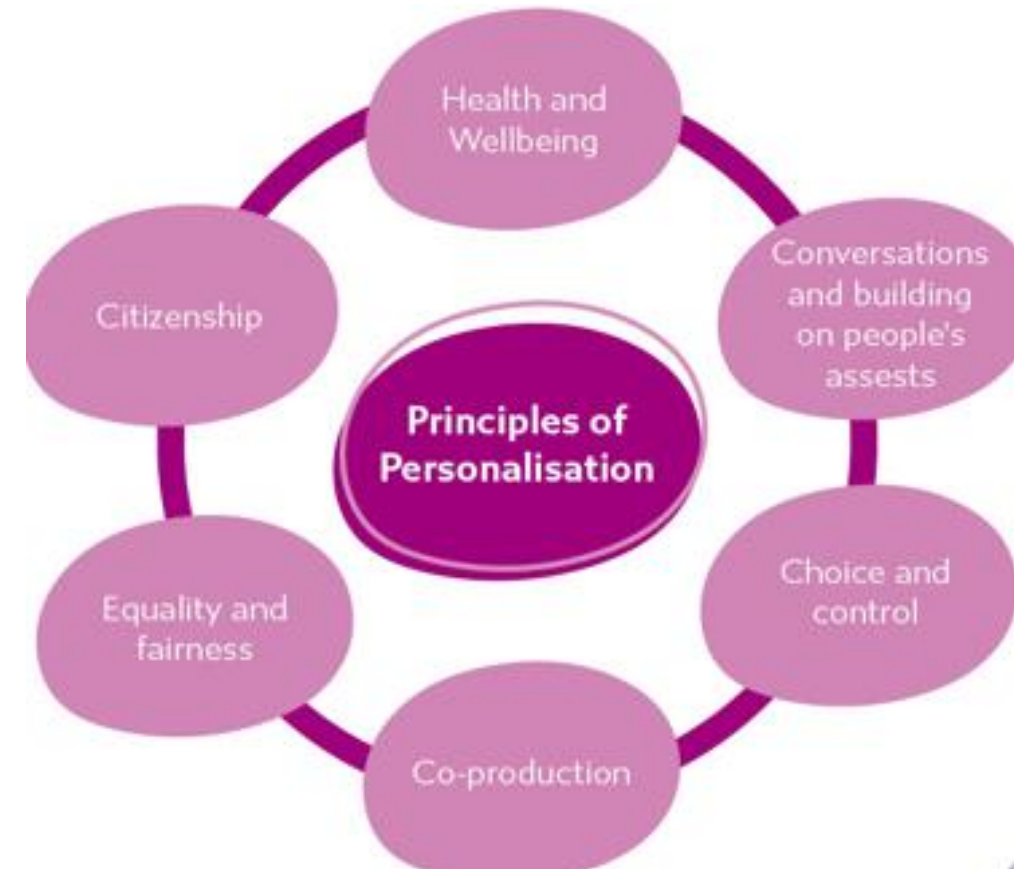 Health and
Wellbeing
Conversations
and building
on people's
assests
Choice and
control
Co-production
Equality and
fairness
Citizenship
Principles of
Personalisation